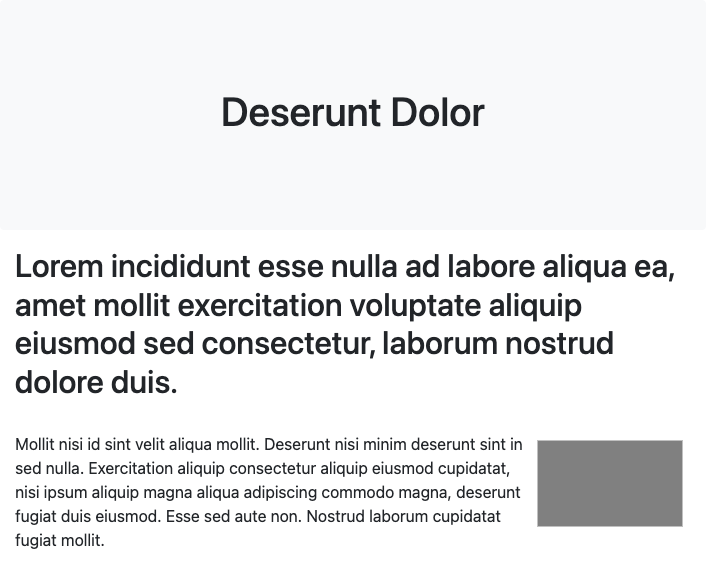 Deserunt Dolor
Lorem incididunt esse nulla ad labore aliqua ea,
amet mollit exercitation voluptate aliquip
eiusmod sed consectetur, laborum nostrud
dolore duis.
Mollit nisi id sint velit aliqua mollit. Deserunt nisi minim deserunt sint in
sed nulla. Exercitation aliquip consectetur aliquip eiusmod cupidatat,
nisi ipsum aliquip magna aliqua adipiscing commodo magna, deserunt
fugiat duis eiusmod. Esse sed aute non. Nostrud laborum cupidatat
fugiat mollit.